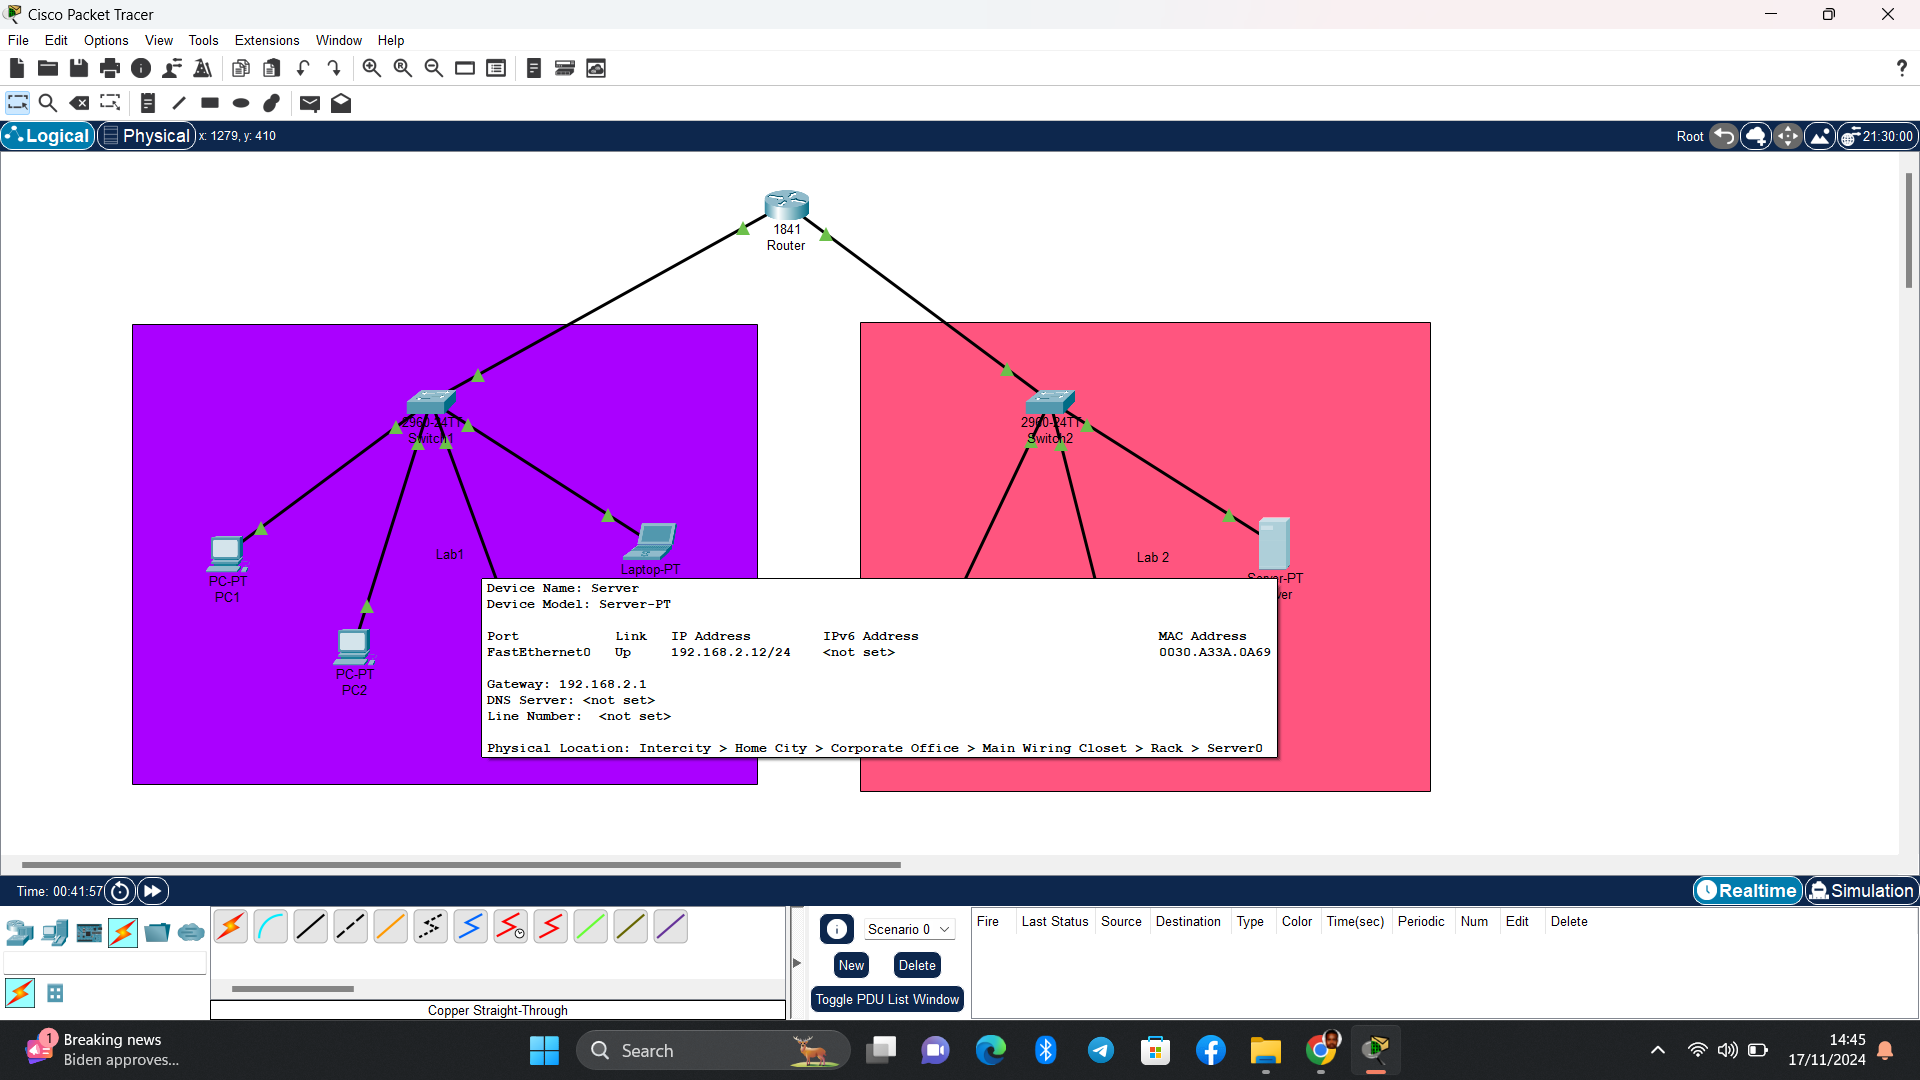 Cisco Packet Tracer
File Edit Options View Tools Extensions Window Help
?
Logical Physical x: 1279, y: 410 Root 21:30:00
1841
Router
2960-24TT
Switch1
2960-24TT
Switch2
PC-PT
PC1
Lab1
Laptop-PT
Lab 2
Server-PT
ver
PC-PT
PC2
Device Name: Server
Device Model: Server-PT
Port Link IP Address IPv6 Address MAC Address
FastEthernet0 Up 192.168.2.12/24 <not set> 0030.A33A.0A69
Gateway: 192.168.2.1
DNS Server: <not set>
Line Number: <not set>
Physical Location: Intercity > Home City > Corporate Office > Main Wiring Closet > Rack > Server0
Time: 00:41:57 Realtime Simulation
Scenario 0
New Delete
Toggle PDU List Window
Fire Last Status Source Destination Type Color Time(sec) Periodic Num Edit Delete
Copper Straight-Through
1 Breaking news
Biden approves...
Search
14:45
17/11/2024